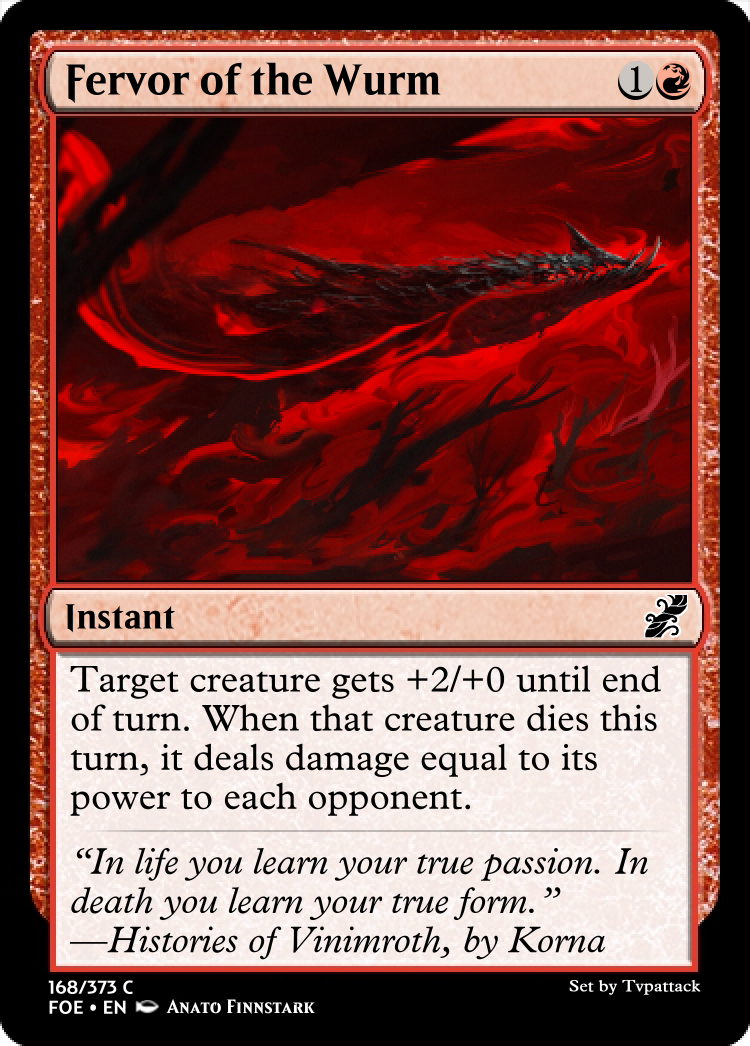 Fervor of the Wurm 1
Instant
Target creature gets +2/+0 until end
of turn. When that creature dies this
turn, it deals damage equal to its
power to each opponent.
“In life you learn your true passion. In
death you learn your true form.”
—Histories of Vinimroth, by Korna
168/373 C
Set by Tvpattack
FOE • EN Anato Finnstark